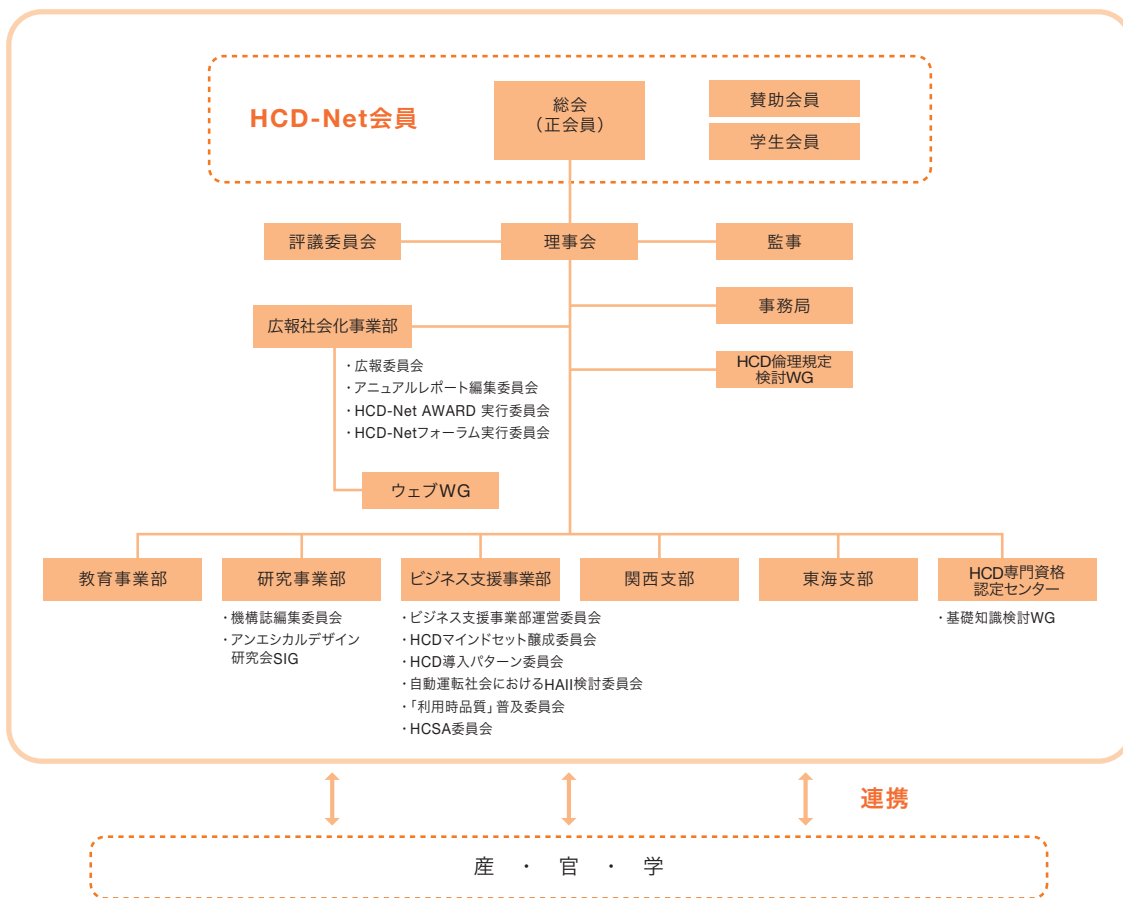 HCD-Net会員
総会
（正会員）
賛助会員
学生会員
評議委員会
理事会
監事
事務局
広報社会化事業部
HCD倫理規定
検討WG
・広報委員会
・アニュアルレポート編集委員会
・HCD-Net AWARD 実行委員会
・HCD-Netフォーラム実行委員会
ウェブWG
教育事業部
研究事業部
・機構誌編集委員会
・アンエシカルデザイン
研究会SIG
ビジネス支援事業部
・ビジネス支援事業部運営委員会
・HCDマインドセット醸成委員会
・HCD導入パターン委員会
・自動運転社会におけるHAII検討委員会
・「利用時品質」普及委員会
・HCSA委員会
関西支部
東海支部
HCD専門資格
認定センター
・基礎知識検討WG
連携
産 ・ 官 ・ 学